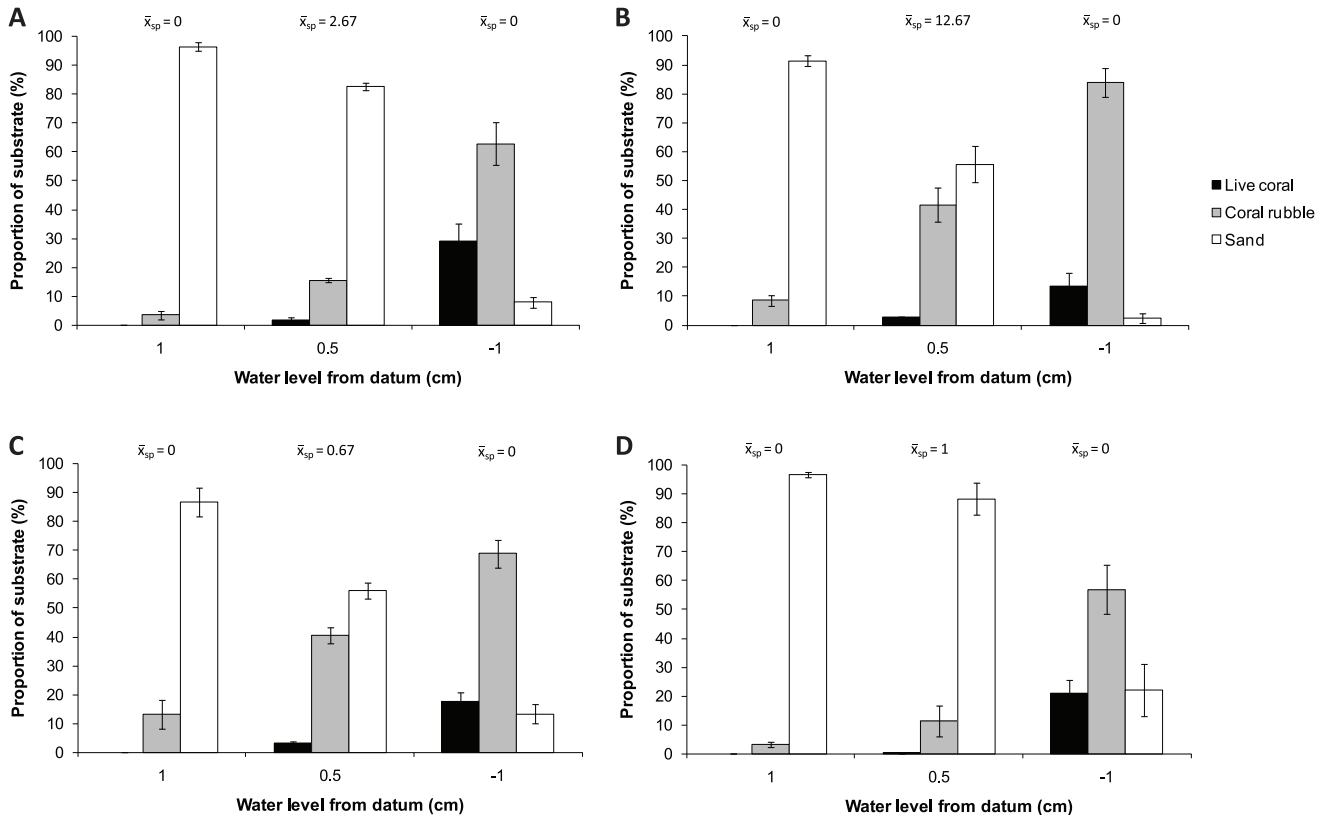 A
x̄sp = 0 x̄sp = 2.67 x̄sp = 0
Proportion of substrate (%)
100
90
80
70
60
50
40
30
20
10
0
1 0.5 -1
Water level from datum (cm)
B
x̄sp = 0 x̄sp = 12.67 x̄sp = 0
Proportion of substrate (%)
100
90
80
70
60
50
40
30
20
10
0
1 0.5 -1
Water level from datum (cm)
Live coral
Coral rubble
Sand
C
x̄sp = 0 x̄sp = 0.67 x̄sp = 0
Proportion of substrate (%)
100
90
80
70
60
50
40
30
20
10
0
1 0.5 -1
Water level from datum (cm)
D
x̄sp = 0 x̄sp = 1 x̄sp = 0
Proportion of substrate (%)
100
90
80
70
60
50
40
30
20
10
0
1 0.5 -1
Water level from datum (cm)